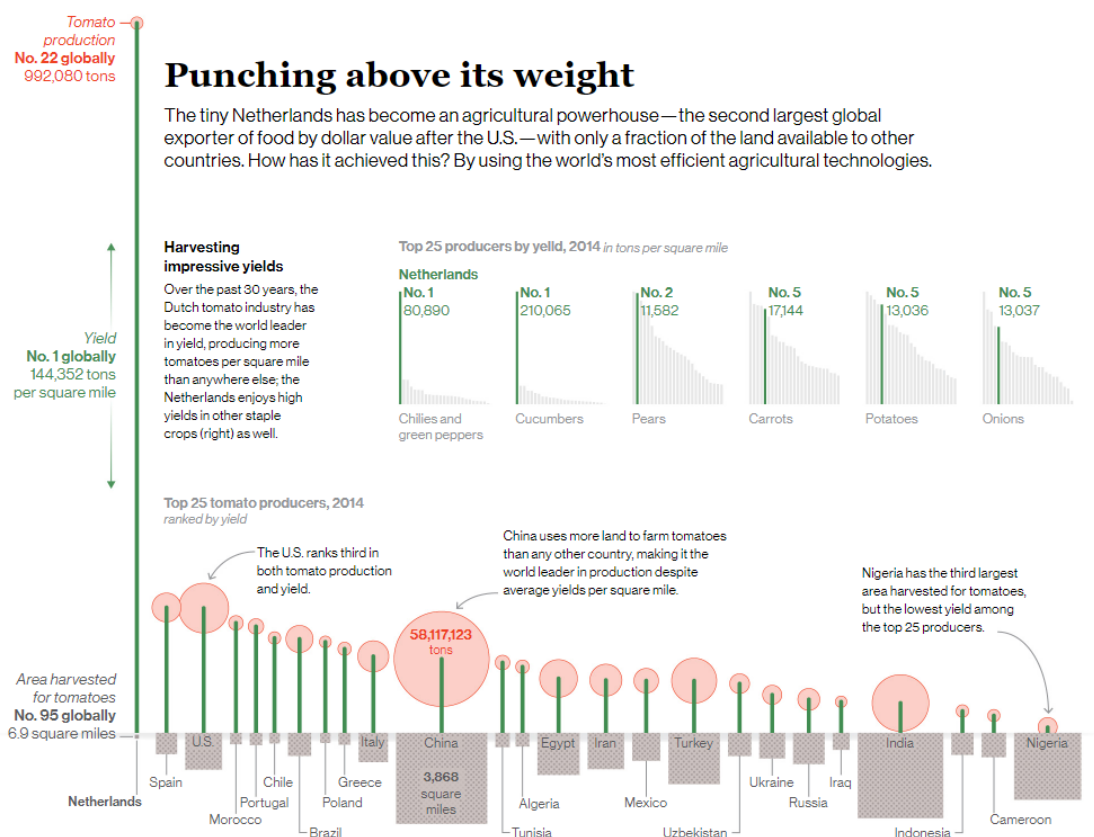 Tomato
production
No. 22 globally
992,080 tons
Punching above its weight
The tiny Netherlands has become an agricultural powerhouse—the second largest global
exporter of food by dollar value after the U.S.—with only a fraction of the land available to other
countries. How has it achieved this? By using the world's most efficient agricultural technologies.
Yield
No. 1 globally
144,352 tons
per square mile
Harvesting
impressive yields
Over the past 30 years, the
Dutch tomato industry has
become the world leader
in yield, producing more
tomatoes per square mile
than anywhere else; the
Netherlands enjoys high
yields in other staple
crops (right) as well.
Top 25 producers by yelld, 2014 in tons per square mile
Netherlands
No. 1
80,890
Chilies and
green peppers
No. 1
210,065
Cucumbers
No. 2
11,582
Pears
No. 5
17,144
Carrots
No. 5
13,036
Potatoes
No. 5
13,037
Onions
Top 25 tomato producers, 2014
ranked by yield
The U.S. ranks third in
both tomato production
and yield.
China uses more land to farm tomatoes
than any other country, making it the
world leader in production despite
average yields per square mile.
Nigeria has the third largest
area harvested for tomatoes,
but the lowest yield among
the top 25 producers.
58,117,123
tons
Area harvested
for tomatoes
No. 95 globally
6.9 square miles
Netherlands
Spain
U.S.
Morocco
Portugal
Chile
Brazil
Poland
Greece
Italy
China
3,868
square
miles
Tunisia
Algeria
Egypt
Iran
Mexico
Turkey
Uzbekistan
Ukraine
Russia
Iraq
India
Indonesia
Cameroon
Nigeria